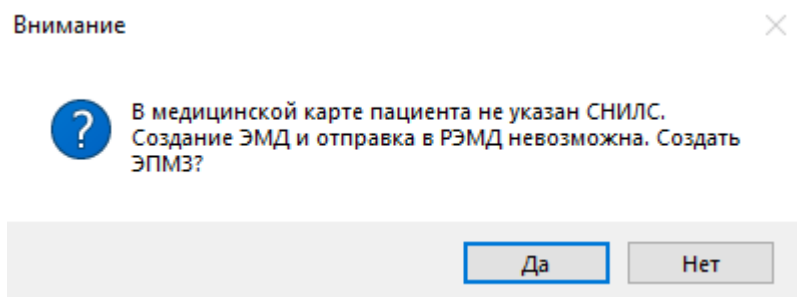 Внимание
В медицинской карте пациента не указан СНИЛС.
Создание ЭМД и отправка в РЭМД невозможна. Создать
ЭПМЗ?
Да
Нет